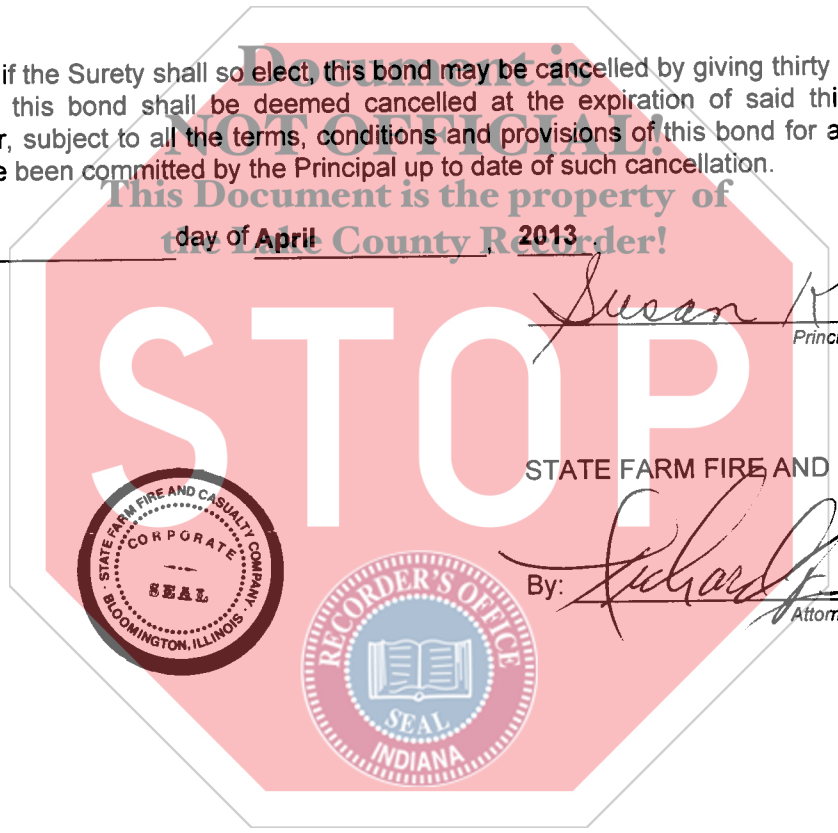 Document is
if the Surety shall so elect, this bond may be cancelled by giving thirty
this bond shall be deemed cancelled at the expiration of said thi
NOT OFFICIAL!
r, subject to all the terms, conditions and provisions of this bond for a
e been committed by the Principal up to date of such cancellation.
This Document is the property of
the Lake County Recorder!
day of April , 2013 .
Susan K
Princi
STOP
STATE FARM FIRE AND
STATE FARM FIRE AND CASUALTY COMPANY
CORPORATE
SEAL
BLOOMINGTON, ILLINOIS
By: Richard
Attorn
RECORDER'S OFFICE
SEAL
INDIANA